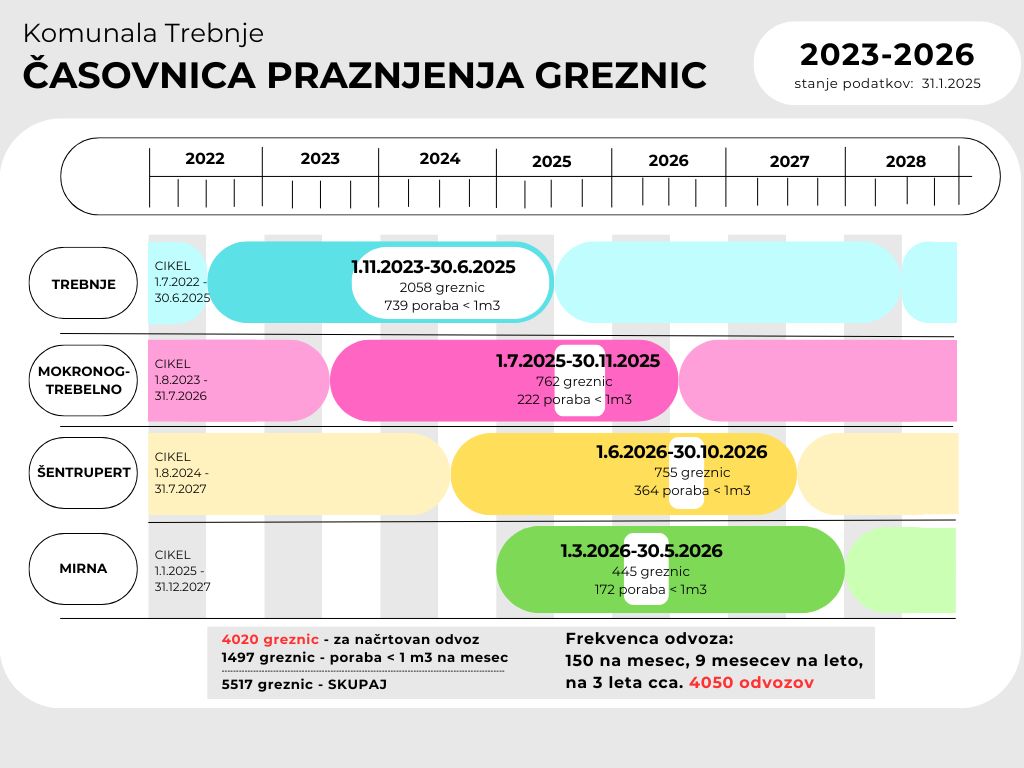 Komunala Trebnje
ČASOVNICA PRAZNJENJA GREZNIC
2023-2026
stanje podatkov: 31.1.2025
2022 2023 2024 2025 2026 2027 2028
TREBNJE
CIKEL
1.7.2022 -
30.6.2025
1.11.2023-30.6.2025
2058 greznic
739 poraba < 1m3
MOKRONOG-
TREBELNO
CIKEL
1.8.2023 -
31.7.2026
1.7.2025-30.11.2025
762 greznic
222 poraba < 1m3
ŠENTRUPERT
CIKEL
1.8.2024 -
31.7.2027
1.6.2026-30.10.2026
755 greznic
364 poraba < 1m3
MIRNA
CIKEL
1.1.2025 -
31.12.2027
1.3.2026-30.5.2026
445 greznic
172 poraba < 1m3
4020 greznic - za načrtovan odvoz
1497 greznic - poraba < 1 m3 na mesec
5517 greznic - SKUPAJ
Frekvenca odvoza:
150 na mesec, 9 mesecev na leto,
na 3 leta cca. 4050 odvozov